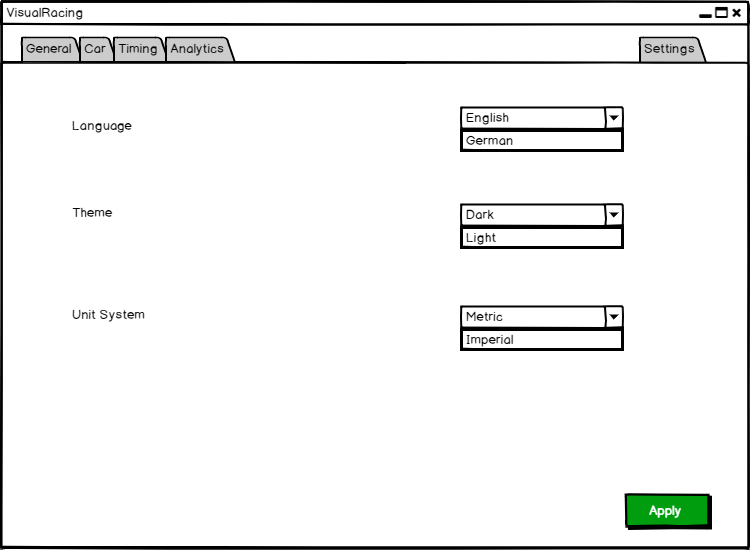 VisualRacing
General Car Timing Analytics Settings
Language
English
German
Theme
Dark
Light
Unit System
Metric
Imperial
Apply